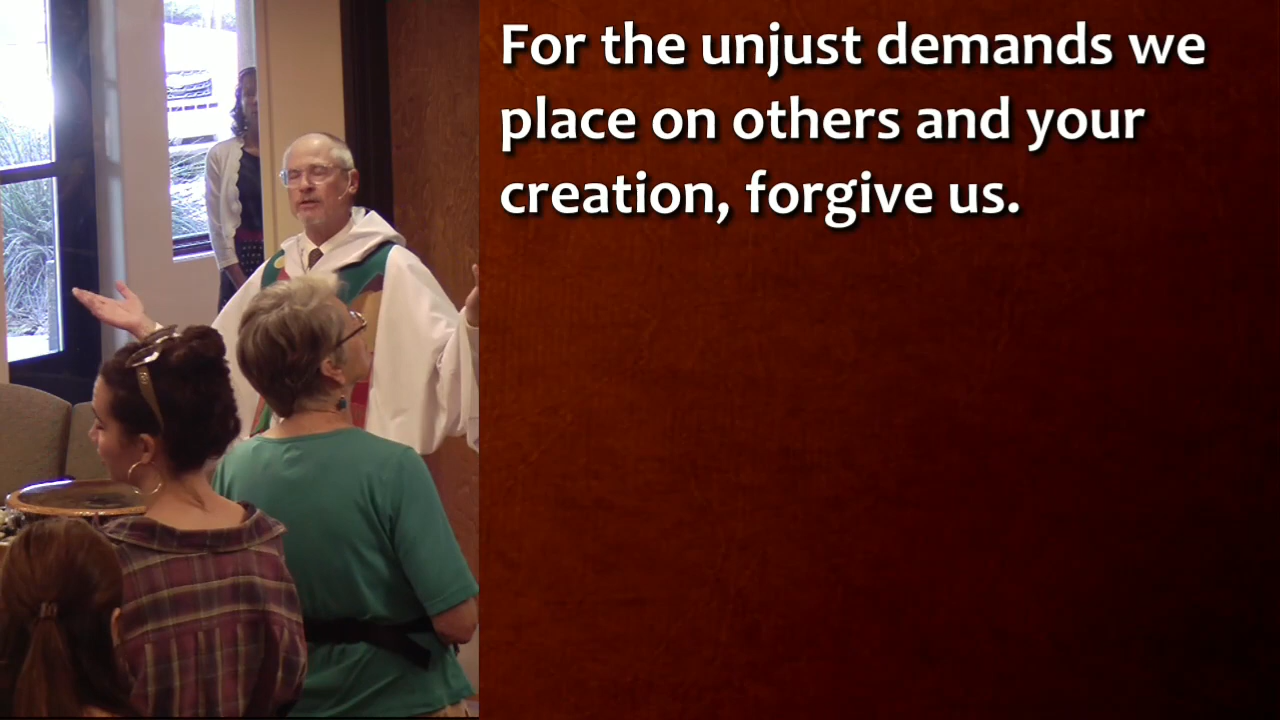 For the unjust demands we
place on others and your
creation, forgive us.